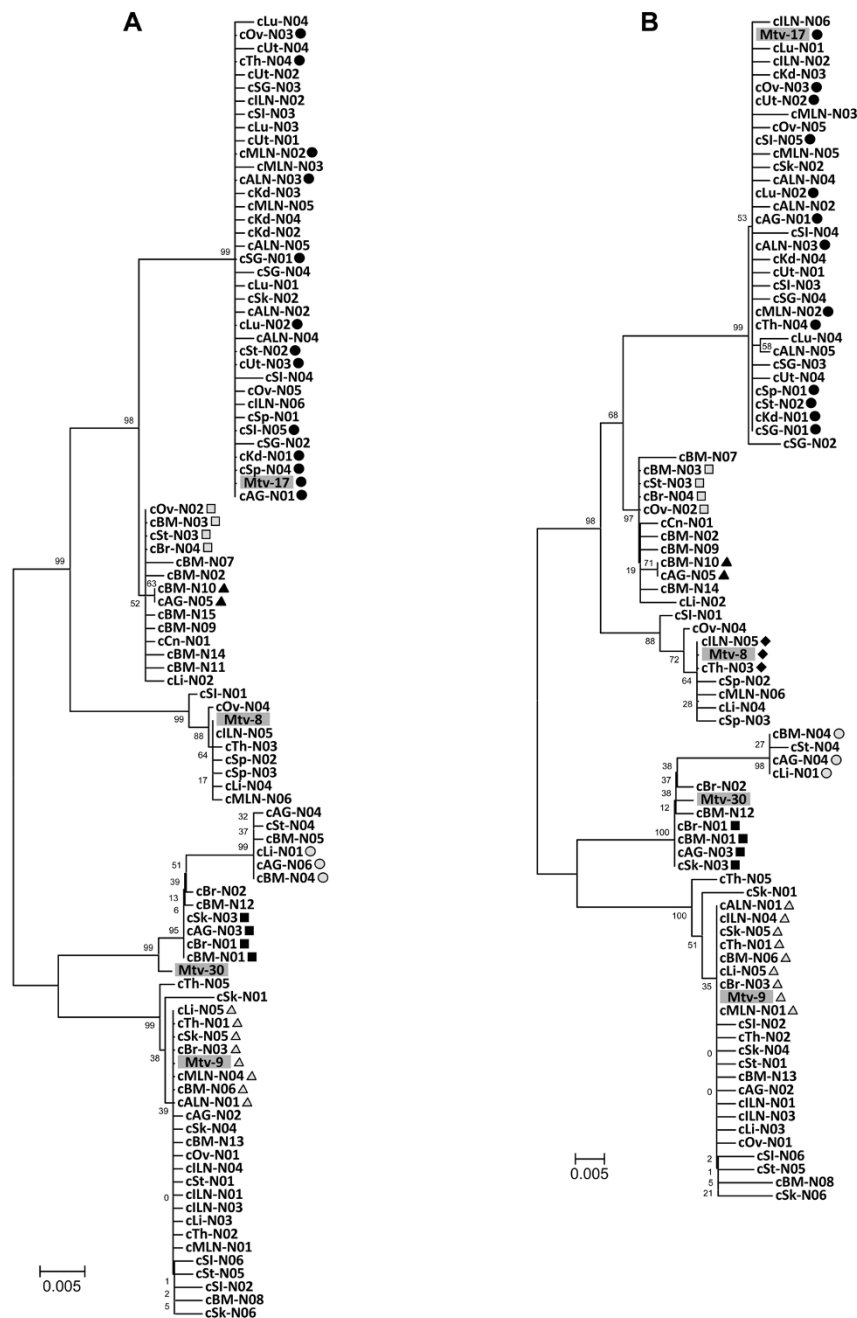 A
cLu-N04
cOv-N03
cUt-N04
cTh-N04
cUt-N02
cSG-N03
cILN-N02
cSI-N03
cLu-N03
cUt-N01
cMLN-N02
cMLN-N03
cALN-N03
cKd-N03
cMLN-N05
cKd-N04
cKd-N02
cALN-N05
99
cSG-N01
cSG-N04
cLu-N01
cSk-N02
cALN-N02
cLu-N02
cALN-N04
cSt-N02
cUt-N03
cSI-N04
cOv-N05
cILN-N06
cSp-N01
cSI-N05
cSG-N02
cKd-N01
cSp-N04
Mtv-17
cAG-N01
98
cOv-N02
cBM-N03
cSt-N03
cBr-N04
cBM-N07
cBM-N02
99
63
cBM-N10
cAG-N05
52
cBM-N15
cBM-N09
cCn-N01
cBM-N14
cBM-N11
cLi-N02
cSI-N01
99
cOv-N04
Mtv-8
88
cILN-N05
cTh-N03
64
cSp-N02
cSp-N03
17
cLi-N04
cMLN-N06
cAG-N04
32
cSt-N04
37
cBM-N05
99
cLi-N01
cAG-N06
cBM-N04
51
39
cBr-N02
13
cBM-N12
6
cSk-N03
95
cAG-N03
cBr-N01
99
cBM-N01
Mtv-30
cTh-N05
cSk-N01
99
cLi-N05
cTh-N01
cSk-N05
38
cBr-N03
Mtv-9
cMLN-N04
cBM-N06
cALN-N01
39
cAG-N02
cSk-N04
cBM-N13
cOv-N01
cILN-N04
cSt-N01
0
cILN-N01
cILN-N03
cLi-N03
cTh-N02
cMLN-N01
cSI-N06
cSt-N05
1
cSI-N02
2
cBM-N08
5
cSk-N06
0.005
B
cILN-N06
Mtv-17
cLu-N01
cILN-N02
cKd-N03
cOv-N03
cUt-N02
cMLN-N03
cOv-N05
cSI-N05
cMLN-N05
cSk-N02
cALN-N04
cLu-N02
cALN-N02
53
cAG-N01
cSI-N04
cALN-N03
cKd-N04
cUt-N01
cSI-N03
cSG-N04
cMLN-N02
cTh-N04
99
cLu-N04
58
cALN-N05
cSG-N03
cUt-N04
cSp-N01
cSt-N02
cKd-N01
cSG-N01
cSG-N02
68
cBM-N07
cBM-N03
cSt-N03
cBr-N04
cOv-N02
97
cCn-N01
cBM-N02
cBM-N09
98
71
cBM-N10
cAG-N05
19
cBM-N14
cLi-N02
cSI-N01
cOv-N04
88
cILN-N05
Mtv-8
72
cTh-N03
64
cSp-N02
cMLN-N06
28
cLi-N04
cSp-N03
cBM-N04
27
cSt-N04
cAG-N04
98
cLi-N01
38
37
cBr-N02
38
Mtv-30
12
cBM-N12
cBr-N01
100
cBM-N01
cAG-N03
cSk-N03
cTh-N05
cSk-N01
100
cALN-N01
cILN-N04
cSk-N05
51
cTh-N01
cBM-N06
cLi-N05
35
cBr-N03
Mtv-9
cMLN-N01
cSI-N02
cTh-N02
0
cSk-N04
cSt-N01
cBM-N13
0
cAG-N02
cILN-N01
cILN-N03
cLi-N03
cOv-N01
2
cSI-N06
1
cSt-N05
5
cBM-N08
21
cSk-N06
0.005